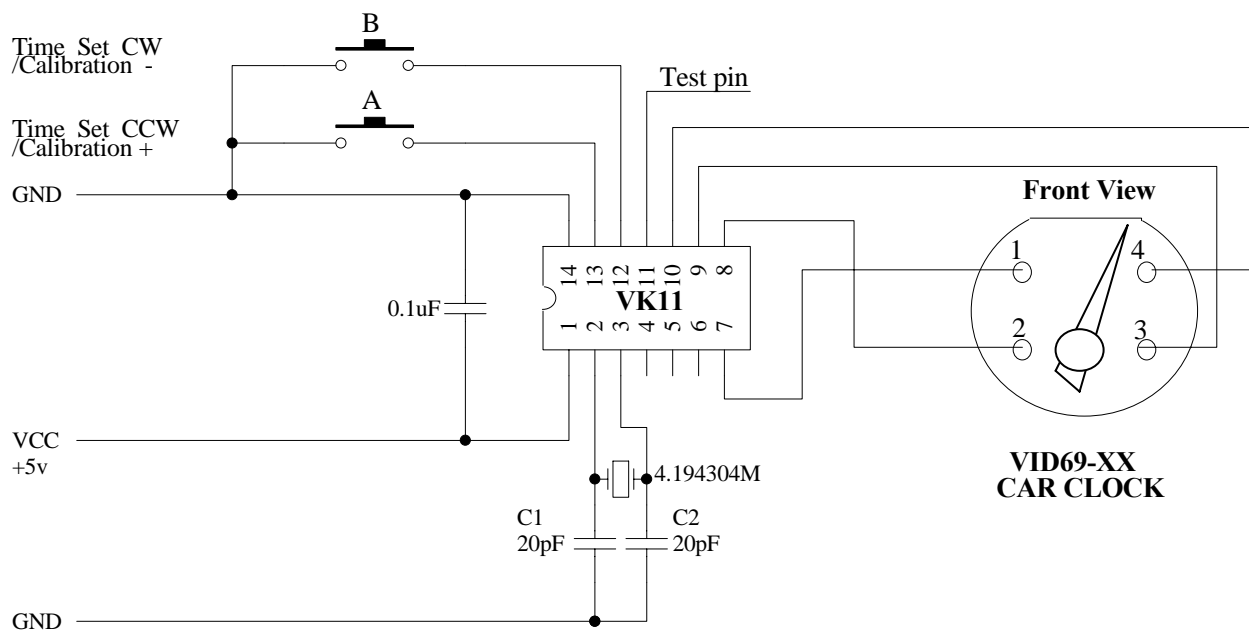 B
Time Set CW
/Calibration -
Test pin
A
Time Set CCW
/Calibration +
GND
Front View
14 13 12 11 10 9 8
1 4
0.1uF
VK11
1 2 3 4 5 6 7
2 3
VCC
+5v
VID69-XX
CAR CLOCK
4.194304M
C1 C2
20pF 20pF
GND